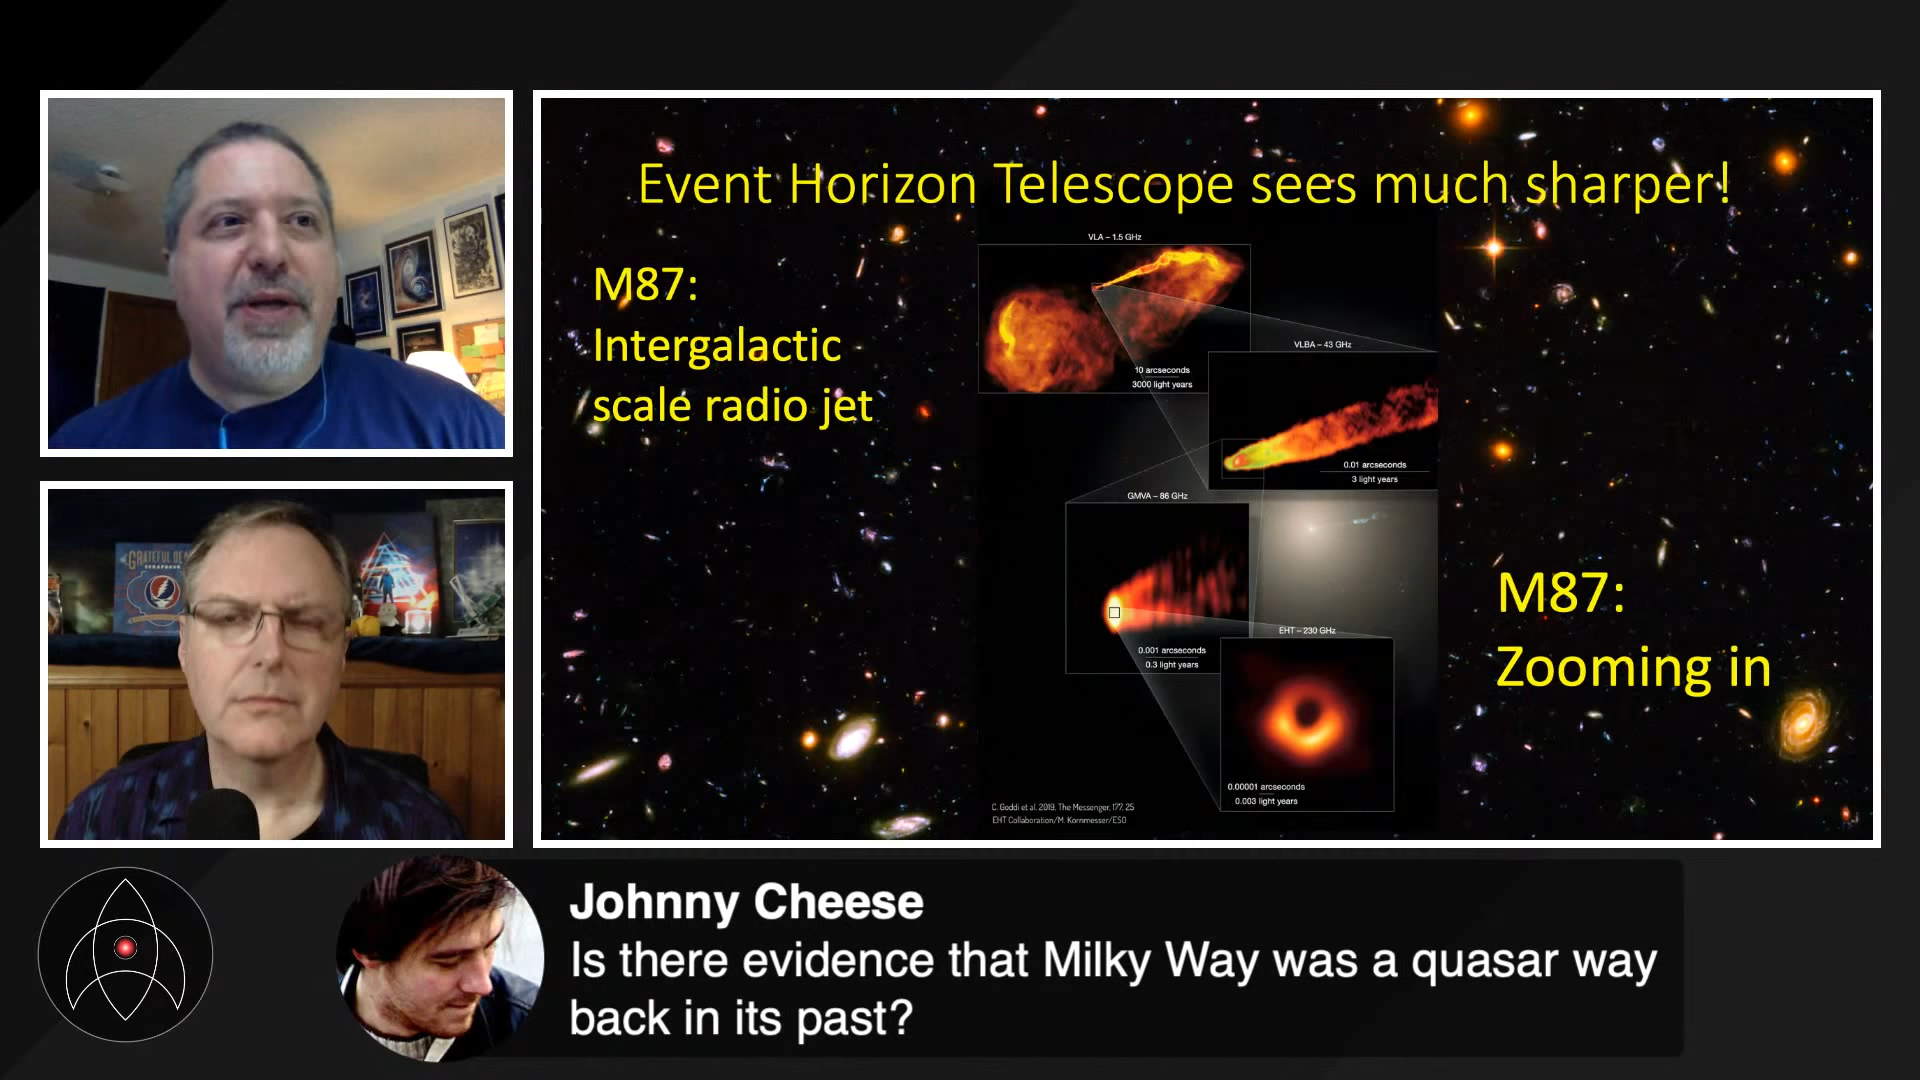 Event Horizon Telescope sees much sharper!
M87:
Intergalactic
scale radio jet
VLA – 1.5 GHz
10 arcseconds
3000 light years
VLBA – 43 GHz
0.01 arcseconds
3 light years
GMVA – 86 GHz
0.001 arcseconds
0.3 light years
EHT – 230 GHz
0.00001 arcseconds
0.003 light years
M87:
Zooming in
C. Goddi et al. 2019, The Messenger, 177, 25
EHT Collaboration/M. Kornmesser/ESO
GRATEFUL DEAD
SCRAPBOOK
Johnny Cheese
Is there evidence that Milky Way was a quasar way
back in its past?